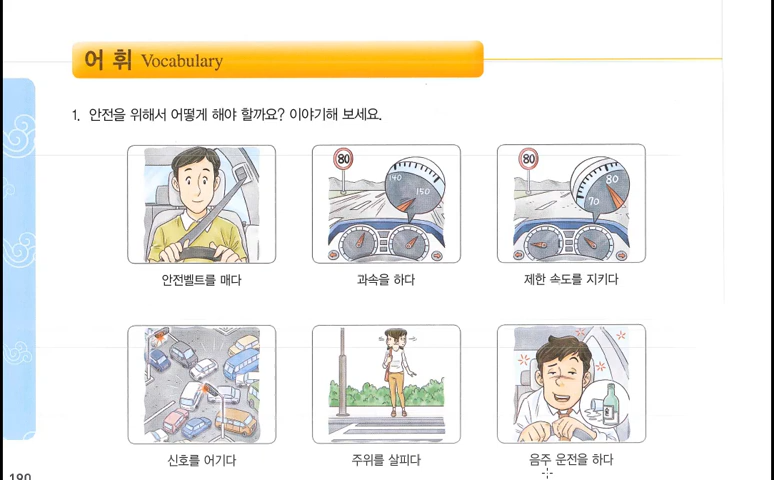 어휘 Vocabulary
1. 안전을 위해서 어떻게 해야 할까요? 이야기해 보세요.
80
140
150
80
80
70
안전벨트를 매다
과속을 하다
제한 속도를 지키다
신호를 어기다
주위를 살피다
음주 운전을 하다